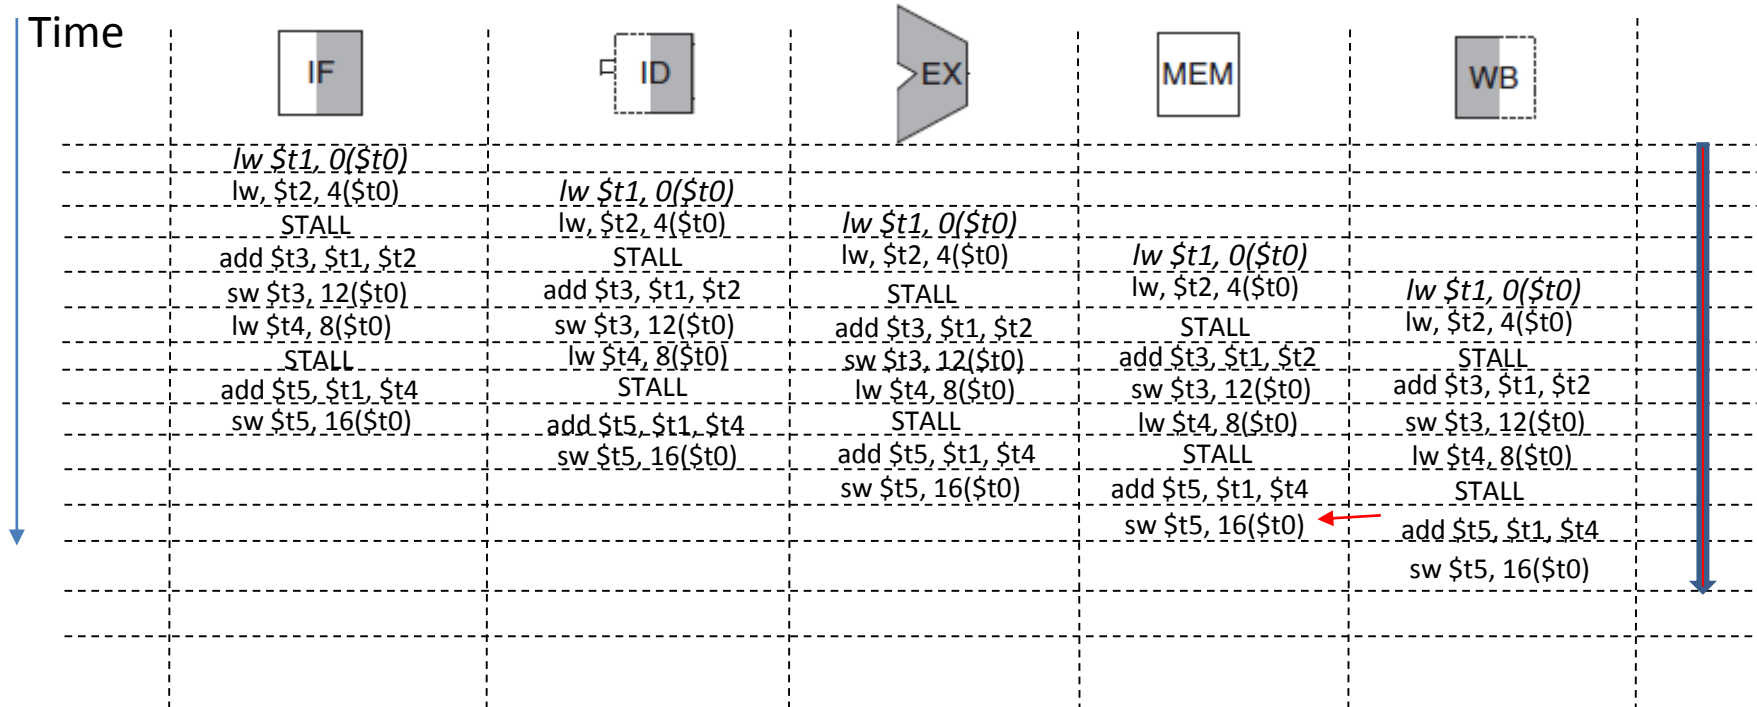 Time
IF ID EX MEM WB
lw $t1, 0($t0)
lw, $t2, 4($t0) lw $t1, 0($t0)
STALL lw, $t2, 4($t0) lw $t1, 0($t0)
add $t3, $t1, $t2 STALL lw, $t2, 4($t0) lw $t1, 0($t0)
sw $t3, 12($t0) add $t3, $t1, $t2 STALL lw, $t2, 4($t0) lw $t1, 0($t0)
lw $t4, 8($t0) sw $t3, 12($t0) add $t3, $t1, $t2 STALL lw, $t2, 4($t0)
STALL lw $t4, 8($t0) sw $t3, 12($t0) add $t3, $t1, $t2 STALL
add $t5, $t1, $t4 STALL lw $t4, 8($t0) sw $t3, 12($t0) add $t3, $t1, $t2
sw $t5, 16($t0) add $t5, $t1, $t4 STALL lw $t4, 8($t0) sw $t3, 12($t0)
sw $t5, 16($t0) add $t5, $t1, $t4 STALL lw $t4, 8($t0)
sw $t5, 16($t0) add $t5, $t1, $t4 STALL
sw $t5, 16($t0) add $t5, $t1, $t4
sw $t5, 16($t0)